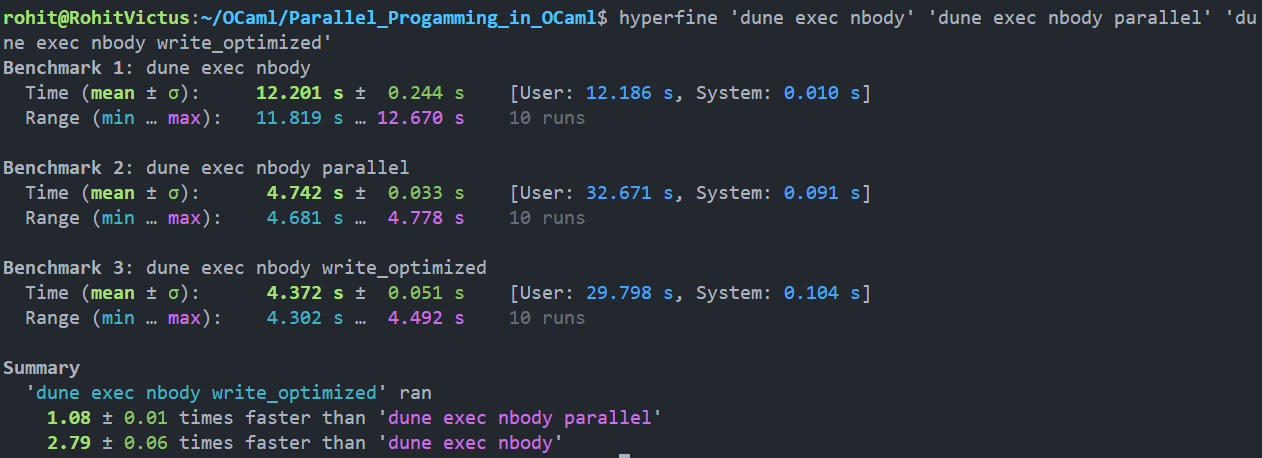 rohit@RohitVictus:~/OCaml/Parallel_Progamming_in_OCaml$ hyperfine 'dune exec nbody' 'dune exec nbody parallel' 'du
ne exec nbody write_optimized'
Benchmark 1: dune exec nbody
  Time (mean ± σ):     12.201 s ±  0.244 s    [User: 12.186 s, System: 0.010 s]
  Range (min … max):   11.819 s … 12.670 s    10 runs

Benchmark 2: dune exec nbody parallel
  Time (mean ± σ):      4.742 s ±  0.033 s    [User: 32.671 s, System: 0.091 s]
  Range (min … max):    4.681 s …  4.778 s    10 runs

Benchmark 3: dune exec nbody write_optimized
  Time (mean ± σ):      4.372 s ±  0.051 s    [User: 29.798 s, System: 0.104 s]
  Range (min … max):    4.302 s …  4.492 s    10 runs

Summary
  'dune exec nbody write_optimized' ran
    1.08 ± 0.01 times faster than 'dune exec nbody parallel'
    2.79 ± 0.06 times faster than 'dune exec nbody'